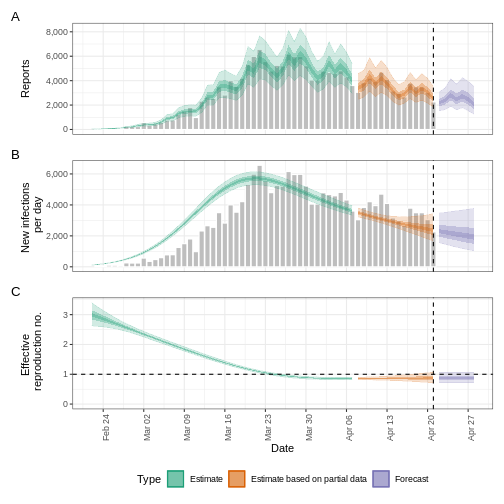 A
8,000
6,000
4,000
2,000
0
Reports
B
6,000
4,000
2,000
0
New infections
per day
C
3
2
1
0
Effective
reproduction no.
Feb 24
Mar 02
Mar 09
Mar 16
Mar 23
Mar 30
Apr 06
Apr 13
Apr 20
Apr 27
Date
Type Estimate Estimate based on partial data Forecast